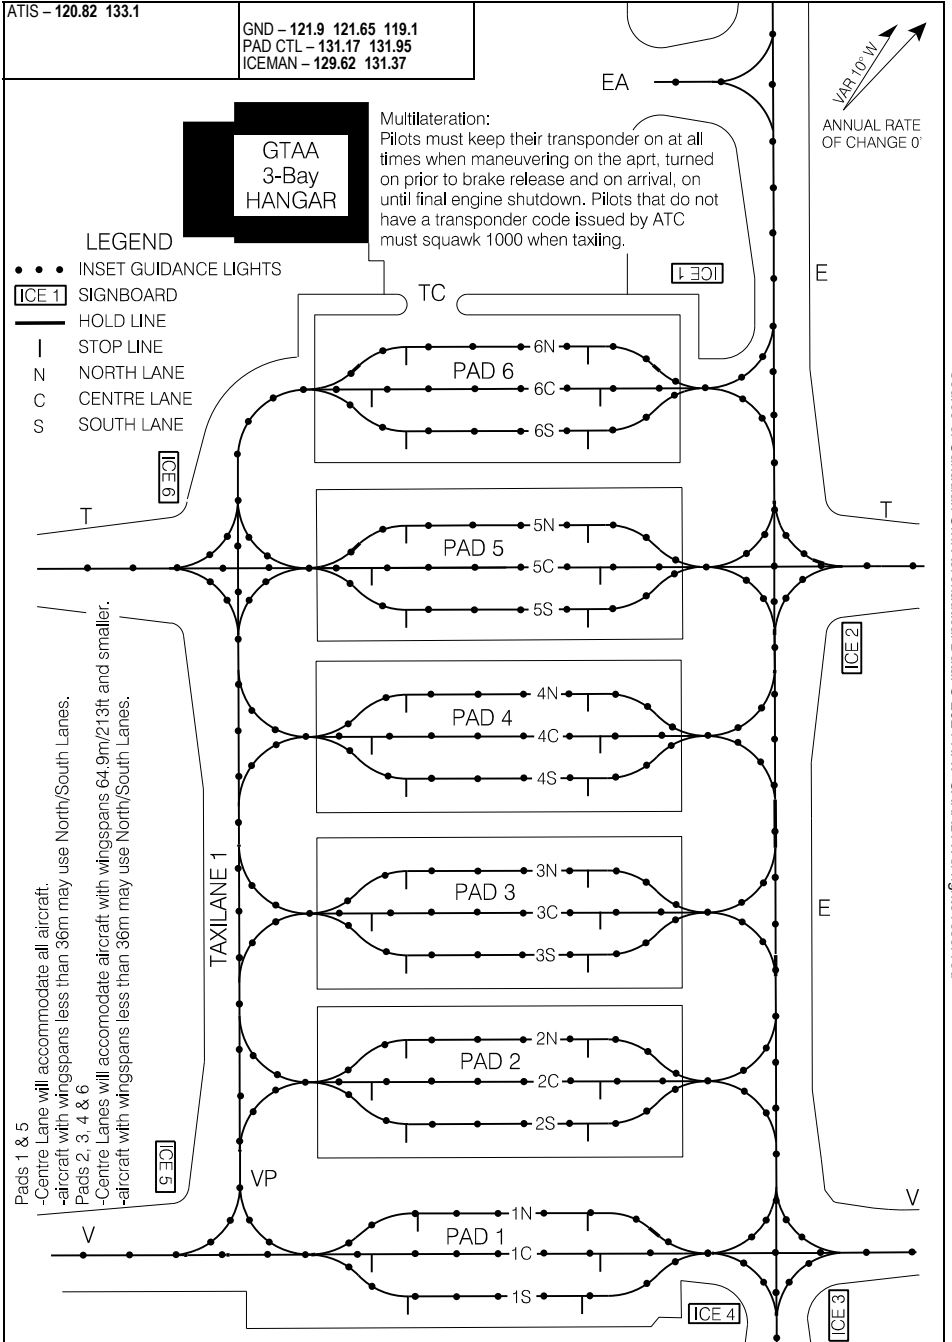 ATIS – 120.82 133.1
GND – 121.9 121.65 119.1
PAD CTL – 131.17 131.95
ICEMAN – 129.62 131.37
EA
VAR 10° W
ANNUAL RATE
OF CHANGE 0'
GTAA
3-Bay
HANGAR
Multilateration:
Pilots must keep their transponder on at all
times when maneuvering on the aprt, turned
on prior to brake release and on arrival, on
until final engine shutdown. Pilots that do not
have a transponder code issued by ATC
must squawk 1000 when taxiing.
LEGEND
INSET GUIDANCE LIGHTS
ICE 1 SIGNBOARD
HOLD LINE
STOP LINE
N NORTH LANE
C CENTRE LANE
S SOUTH LANE
ICE 1
E
TC
6N
PAD 6
6C
6S
ICE 6
T
T
5N
PAD 5
5C
5S
ICE 2
4N
PAD 4
4C
4S
TAXILANE 1
3N
PAD 3
3C
3S
E
2N
PAD 2
2C
2S
Pads 1 & 5
-Centre Lane will accommodate all aircraft.
-aircraft with wingspans less than 36m may use North/South Lanes.
Pads 2, 3, 4 & 6
-Centre Lanes will accomodate aircraft with wingspans 64.9m/213ft and smaller.
-aircraft with wingspans less than 36m may use North/South Lanes.
ICE 5
VP
V
V
1N
PAD 1
1C
1S
ICE 4
ICE 3